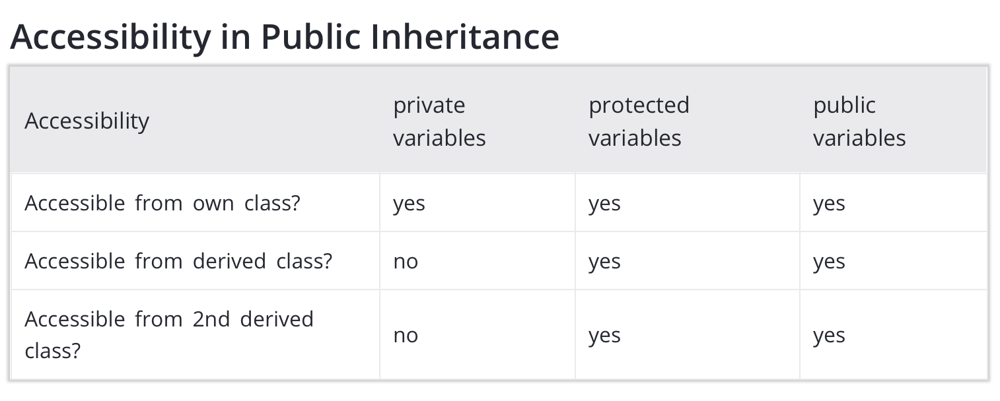 Accessibility in Public Inheritance
Accessibility
private
variables
protected
variables
public
variables
Accessible from own class?
yes
yes
yes
Accessible from derived class?
no
yes
yes
Accessible from 2nd derived
class?
no
yes
yes